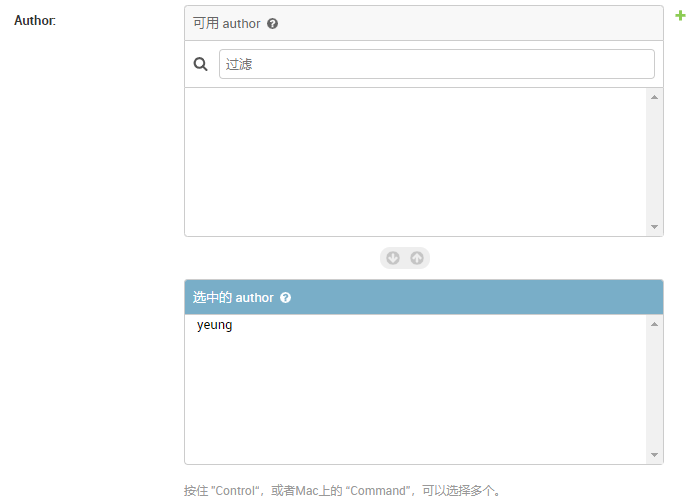 Author:
可用 author
过滤
选中的 author
yeung
按住 ”Control“，或者Mac上的 “Command”，可以选择多个。